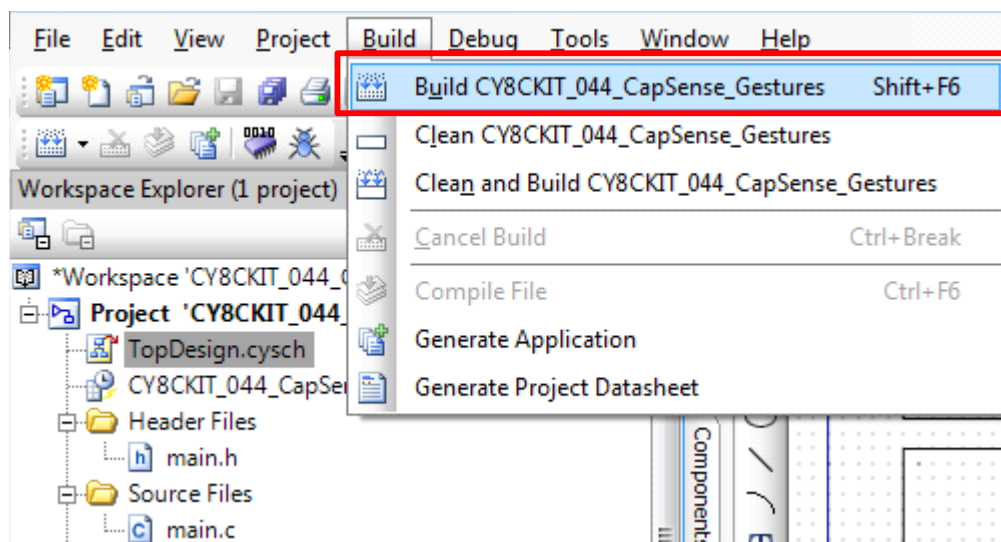 File Edit View Project Build Debug Tools Window Help
Build CY8CKIT_044_CapSense_Gestures Shift+F6
Clean CY8CKIT_044_CapSense_Gestures
Workspace Explorer (1 project)
Clean and Build CY8CKIT_044_CapSense_Gestures
Cancel Build Ctrl+Break
*Workspace 'CY8CKIT_044_
Compile File Ctrl+F6
Project 'CY8CKIT_044_
Generate Application
TopDesign.cysch
CY8CKIT_044_CapSen
Generate Project Datasheet
Header Files
main.h
Source Files
main.c
Components